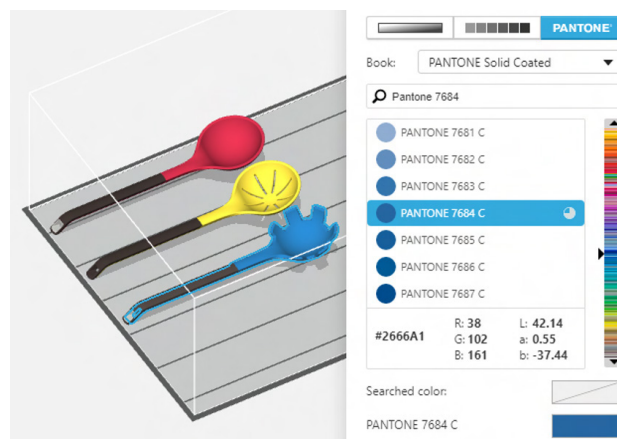 PANTONE®
Book:
PANTONE Solid Coated
Pantone 7684
PANTONE 7681 C
PANTONE 7682 C
PANTONE 7683 C
PANTONE 7684 C
PANTONE 7685 C
PANTONE 7686 C
PANTONE 7687 C
#2666A1
R: 38 L: 42.14
G: 102 a: 0.55
B: 161 b: -37.44
Searched color:
PANTONE 7684 C